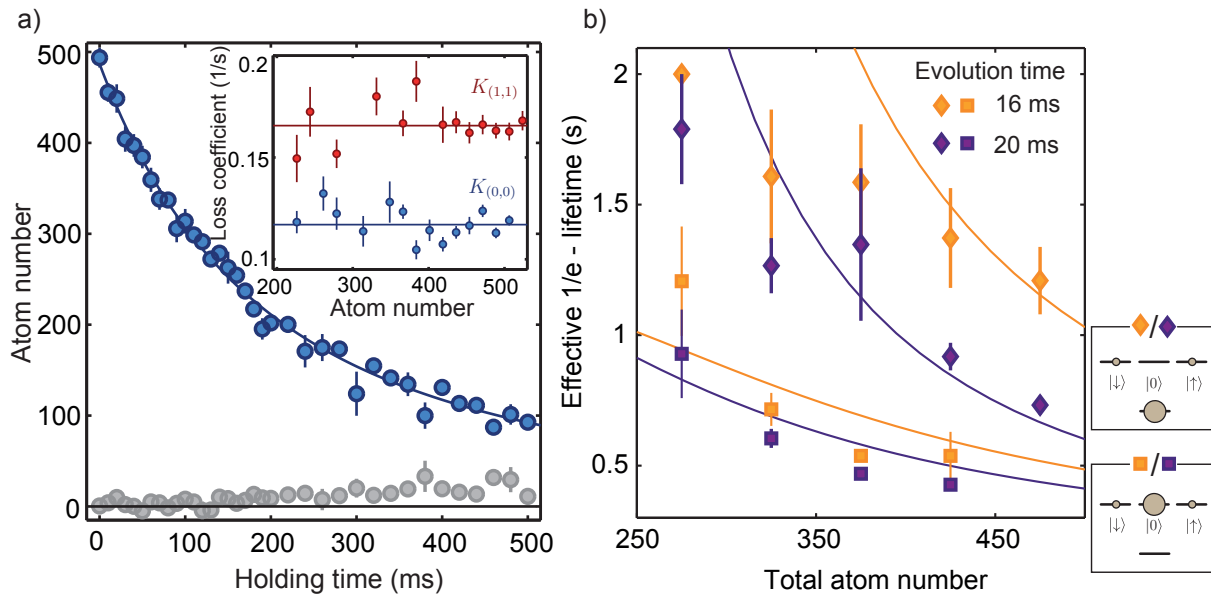 a)
Atom number
500
400
300
200
100
0
0
100
200
300
400
500
Holding time (ms)
Loss coefficient (1/s)
0.2
0.15
0.1
K(1,1)
K(0,0)
200
300
400
500
Atom number
b)
Effective 1/e - lifetime (s)
2
1.5
1
0.5
250
350
450
Total atom number
Evolution time
16 ms
20 ms
/
|↓⟩ |0⟩ |↑⟩
/
|↓⟩ |0⟩ |↑⟩